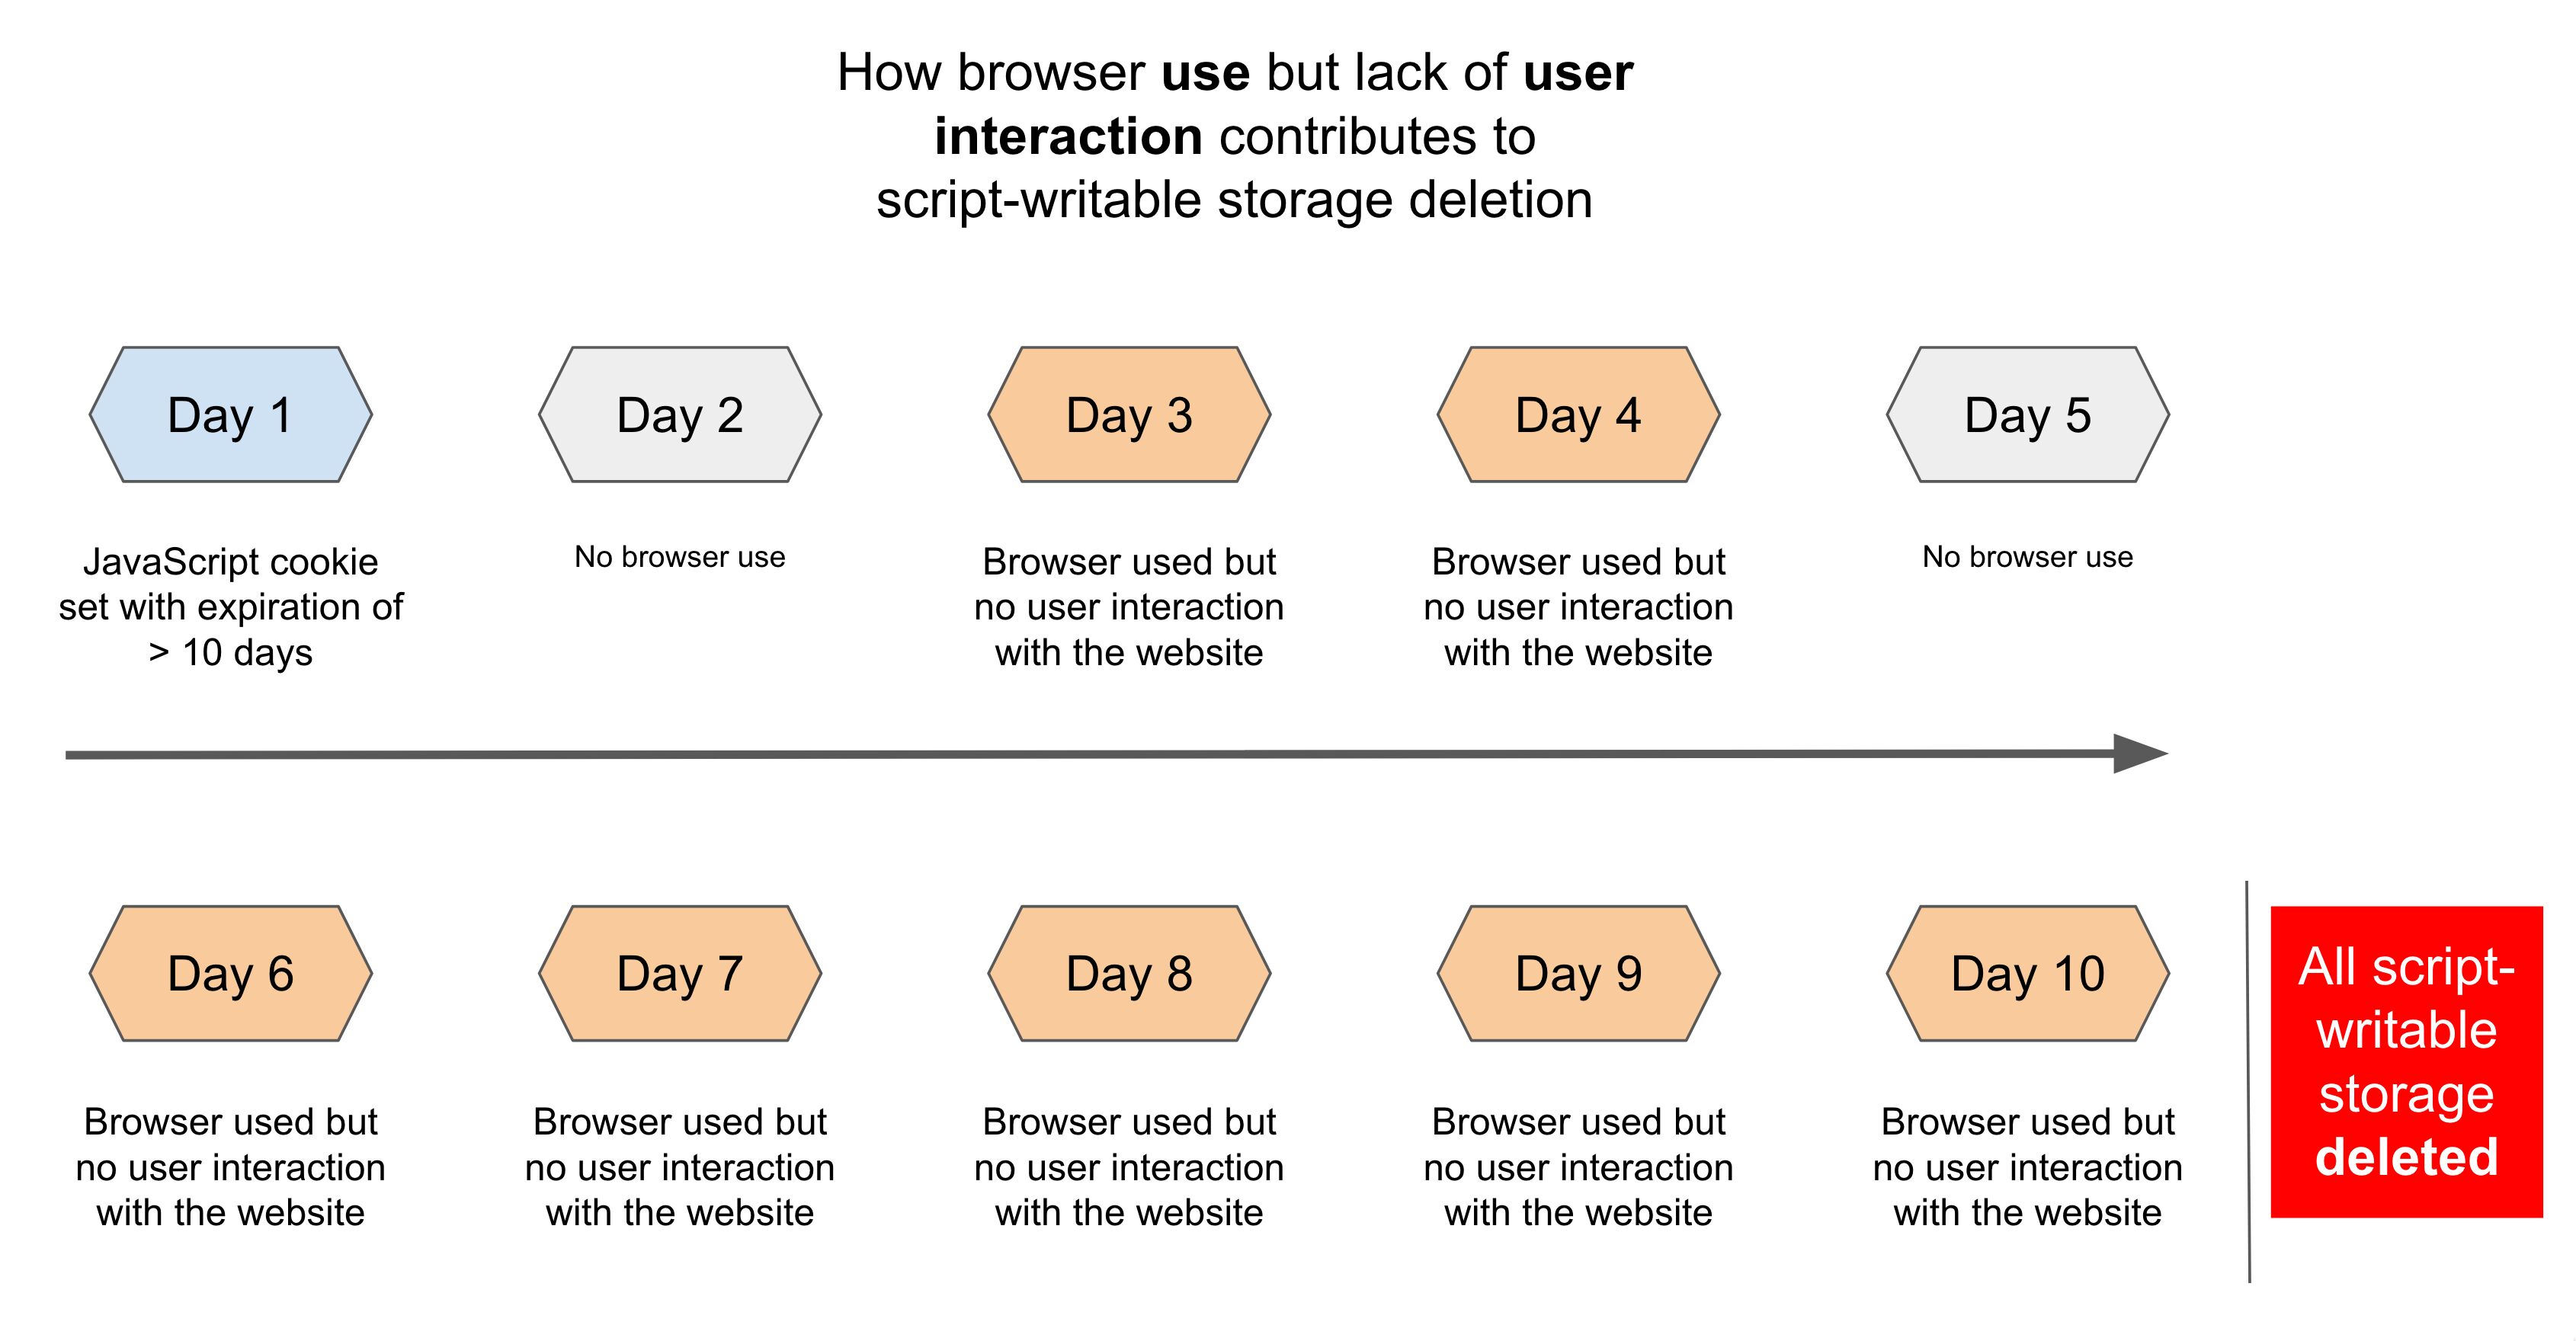 How browser use but lack of user
interaction contributes to
script-writable storage deletion
Day 1
Day 2
Day 3
Day 4
Day 5
JavaScript cookie
set with expiration of
> 10 days
No browser use
Browser used but
no user interaction
with the website
Browser used but
no user interaction
with the website
No browser use
Day 6
Day 7
Day 8
Day 9
Day 10
Browser used but
no user interaction
with the website
Browser used but
no user interaction
with the website
Browser used but
no user interaction
with the website
Browser used but
no user interaction
with the website
Browser used but
no user interaction
with the website
All script-
writable
storage
deleted